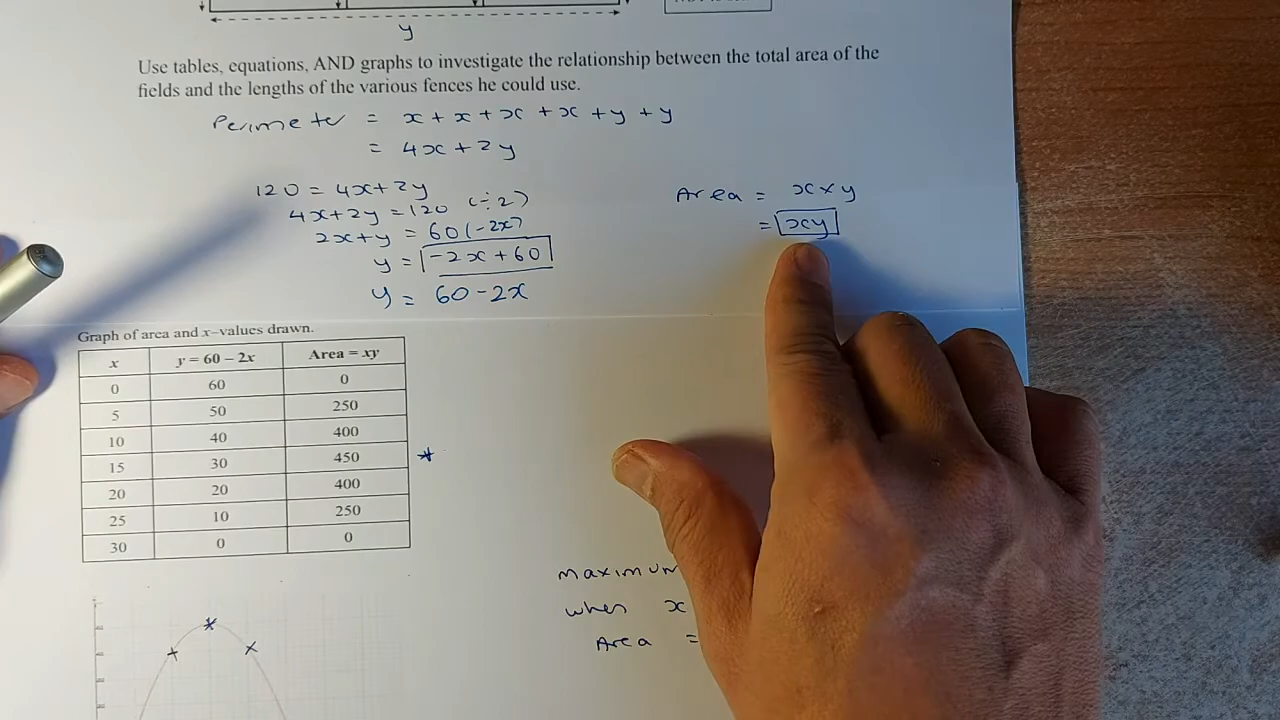 y
Use tables, equations, AND graphs to investigate the relationship between the total area of the
fields and the lengths of the various fences he could use.
Perimeter = x + x + x + x + y + y
= 4x + 2y
120 = 4x + 2y
4x + 2y = 120 (÷2)
2x + y = 60 (-2x)
y = -2x + 60
y = 60 - 2x
Area = x x y
= xy
Graph of area and x–values drawn.
x y = 60 – 2x Area = xy
0 60 0
5 50 250
10 40 400
15 30 450 *
20 20 400
25 10 250
30 0 0
when x
Area =